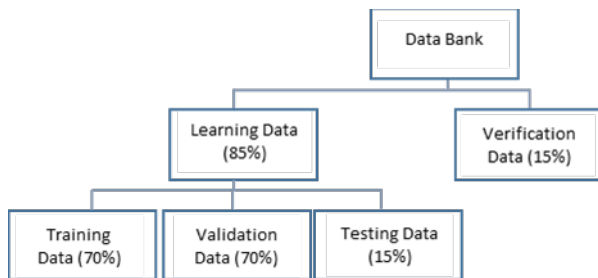 Data Bank
Learning Data
(85%)
Verification
Data (15%)
Training
Data (70%)
Validation
Data (70%)
Testing Data
(15%)